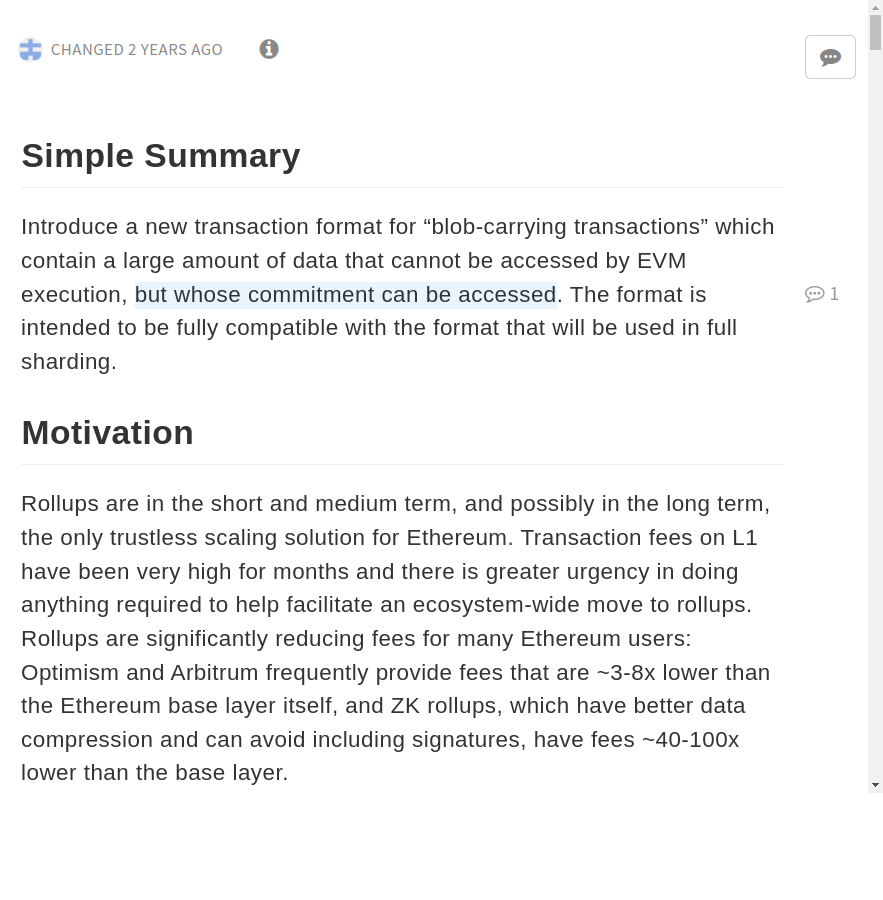 CHANGED 2 YEARS AGO
Simple Summary
Introduce a new transaction format for “blob-carrying transactions” which
contain a large amount of data that cannot be accessed by EVM
execution, but whose commitment can be accessed. The format is
intended to be fully compatible with the format that will be used in full
sharding.
1
Motivation
Rollups are in the short and medium term, and possibly in the long term,
the only trustless scaling solution for Ethereum. Transaction fees on L1
have been very high for months and there is greater urgency in doing
anything required to help facilitate an ecosystem-wide move to rollups.
Rollups are significantly reducing fees for many Ethereum users:
Optimism and Arbitrum frequently provide fees that are ~3-8x lower than
the Ethereum base layer itself, and ZK rollups, which have better data
compression and can avoid including signatures, have fees ~40-100x
lower than the base layer.